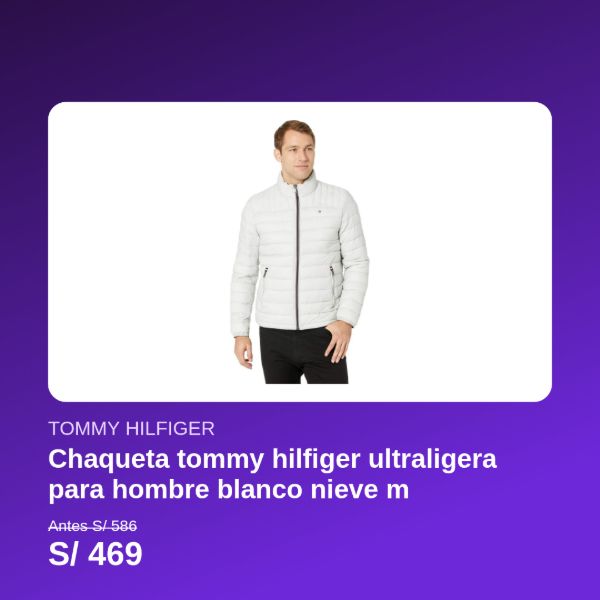 TOMMY HILFIGER
Chaqueta tommy hilfiger ultraligera
para hombre blanco nieve m
Antes S/ 586
S/ 469